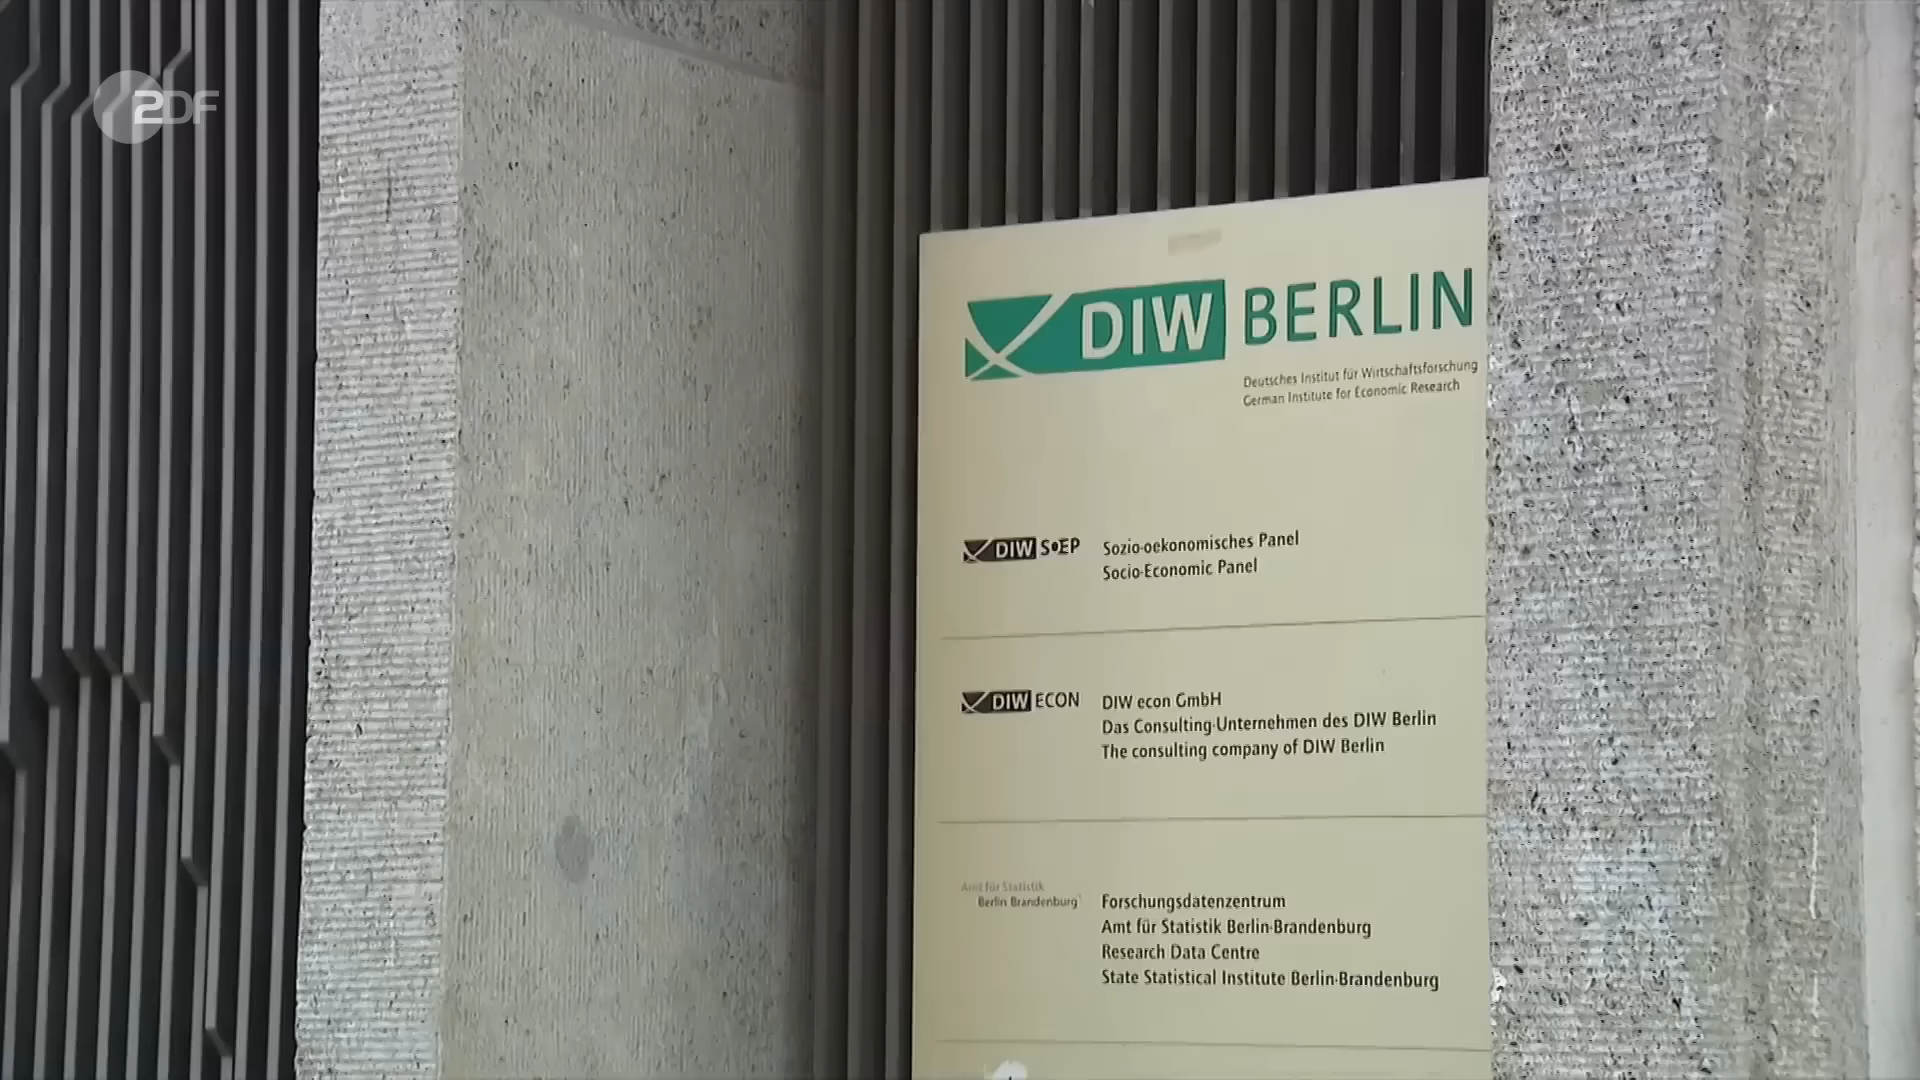 ZDF
DIW BERLIN
Deutsches Institut für Wirtschaftsforschung
German Institute for Economic Research
DIW SOEP
Sozio-oekonomisches Panel
Socio-Economic Panel
DIW ECON
DIW econ GmbH
Das Consulting-Unternehmen des DIW Berlin
The consulting company of DIW Berlin
Amt für Statistik
Berlin Brandenburg
Forschungsdatenzentrum
Amt für Statistik Berlin-Brandenburg
Research Data Centre
State Statistical Institute Berlin-Brandenburg